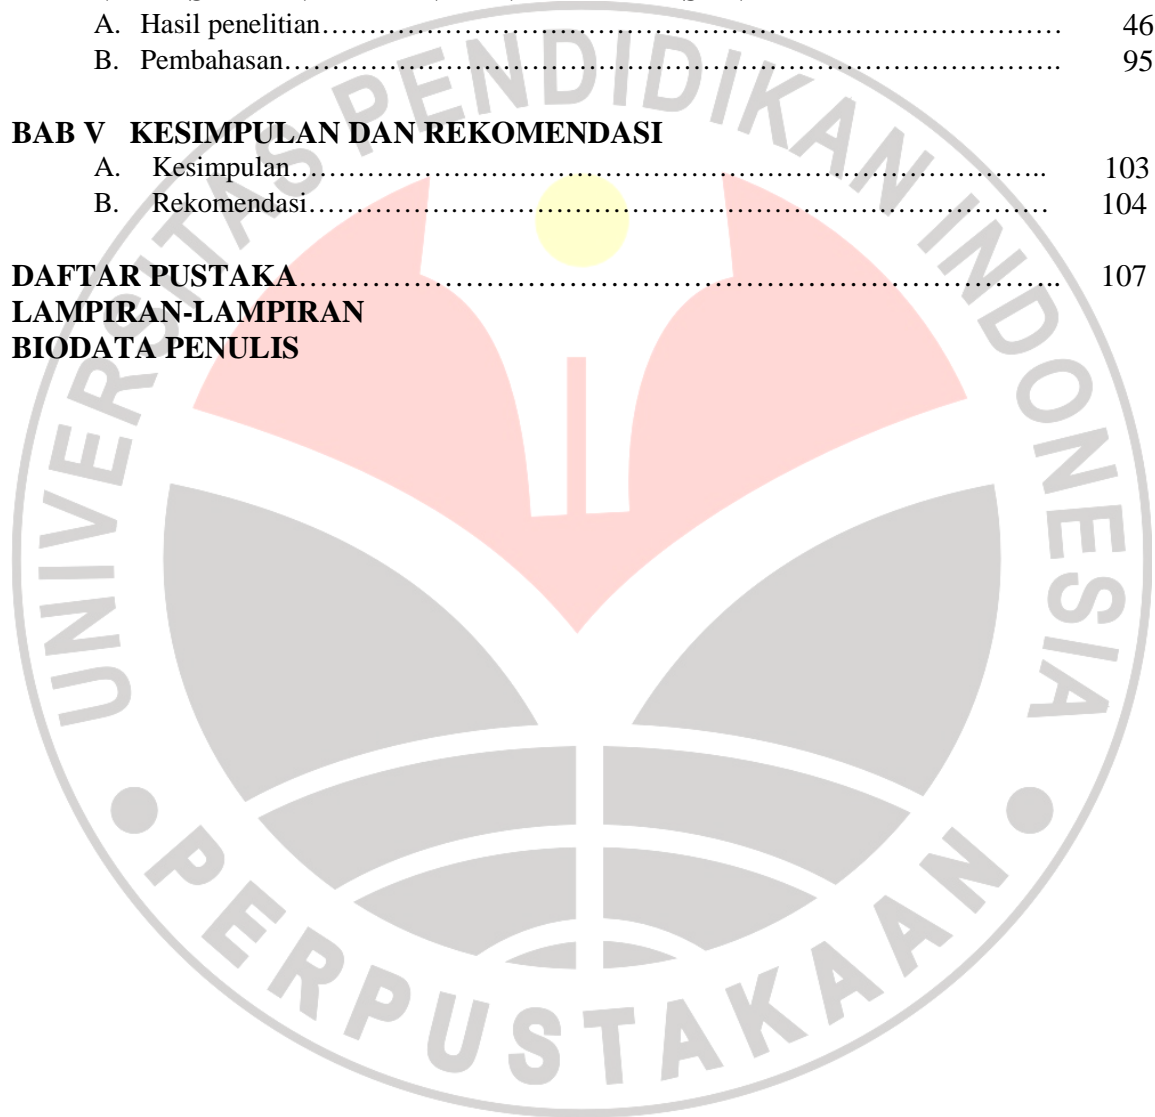 A. Hasil penelitian…………………………………………………………………… 46
B. Pembahasan………………………………………………………………………. 95
BAB V KESIMPULAN DAN REKOMENDASI
A. Kesimpulan…………………………………………………………………….. 103
B. Rekomendasi…………………………………………………………………… 104
DAFTAR PUSTAKA…………………………………………………………………….. 107
LAMPIRAN-LAMPIRAN
BIODATA PENULIS
UNIVERSITAS PENDIDIKAN INDONESIA
PERPUSTAKAAN